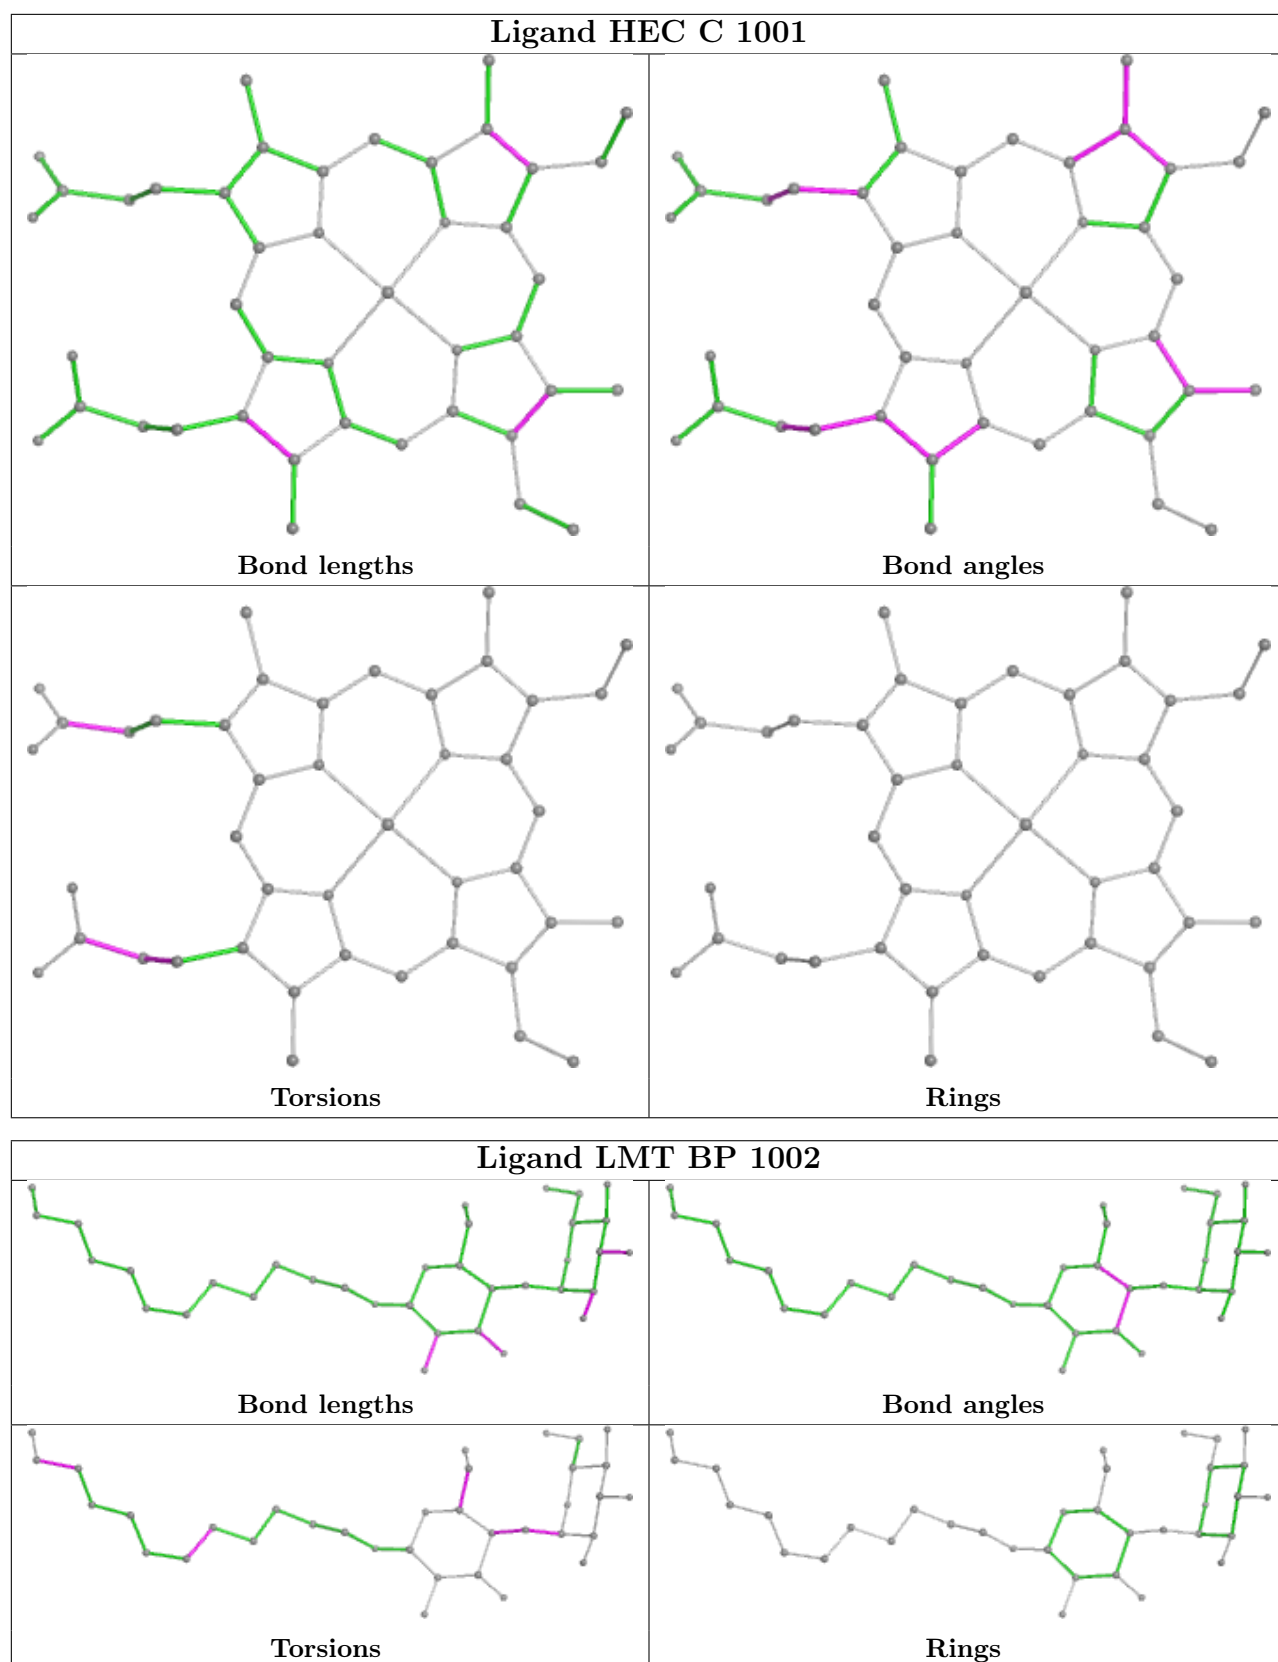 Ligand HEC C 1001
Bond lengths
Bond angles
Torsions
Rings
Ligand LMT BP 1002
Bond lengths
Bond angles
Torsions
Rings